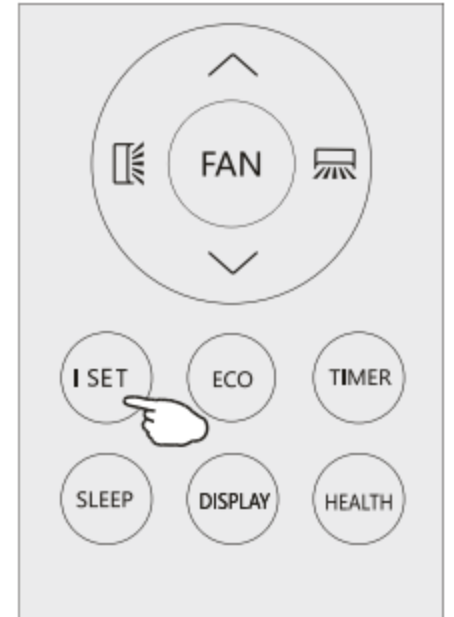 FAN
I SET
ECO
TIMER
SLEEP
DISPLAY
HEALTH